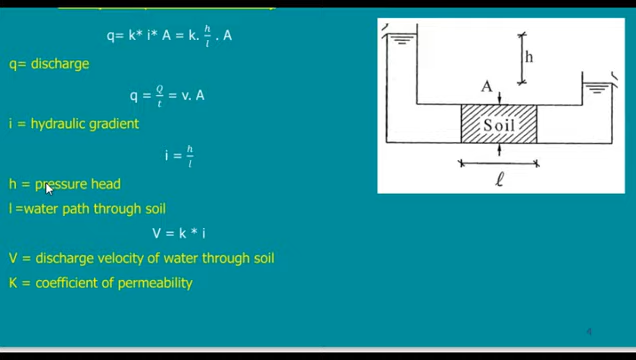 q= k* i* A = k. h/l . A
q= discharge
q = Q/t = v. A
i = hydraulic gradient
i = h/l
h = pressure head
l =water path through soil
V = k * i
V = discharge velocity of water through soil
K = coefficient of permeability
h
A
Soil
ℓ
4